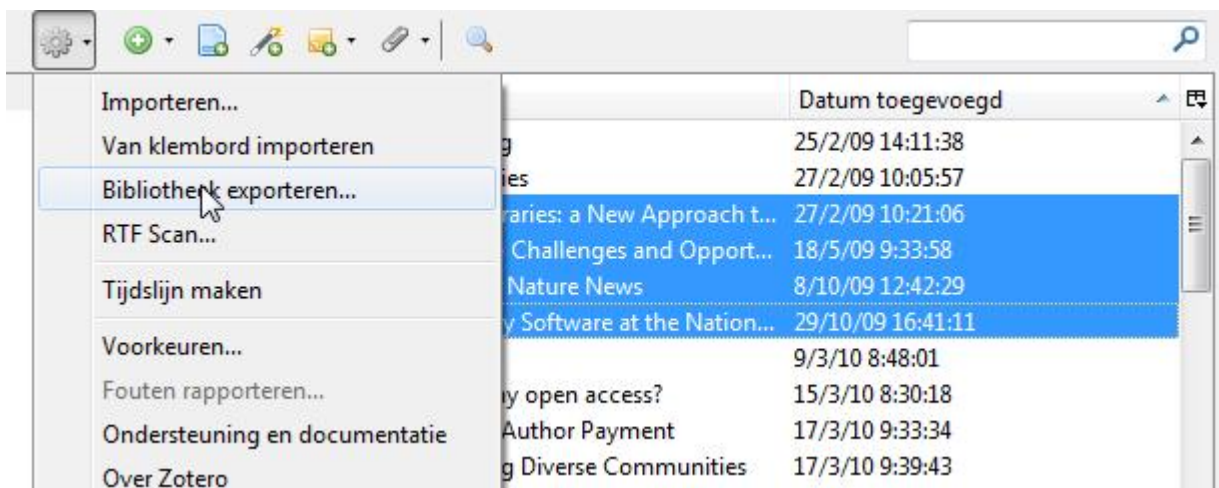 Importeren...
Van klembord importeren
Bibliotheek exporteren...
RTF Scan...
Tijdslijn maken
Voorkeuren...
Fouten rapporteren...
Ondersteuning en documentatie
Over Zotero
Datum toegevoegd
25/2/09 14:11:38
27/2/09 10:05:57
: a New Approach t... 27/2/09 10:21:06
Challenges and Opport... 18/5/09 9:33:58
Nature News 8/10/09 12:42:29
Software at the Nation... 29/10/09 16:41:11
9/3/10 8:48:01
open access? 15/3/10 8:30:18
Author Payment 17/3/10 9:33:34
Diverse Communities 17/3/10 9:39:43